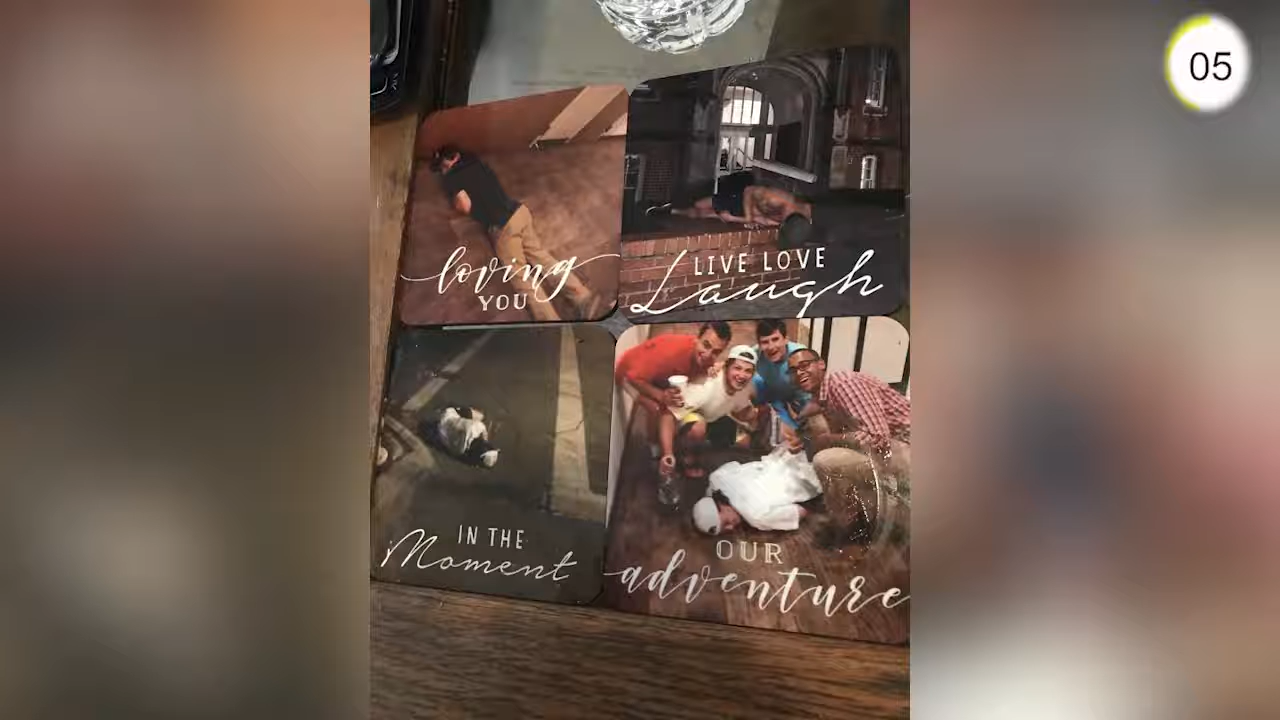 05
loving
YOU
LIVE LOVE
Laugh
IN THE
Moment
OUR
adventure